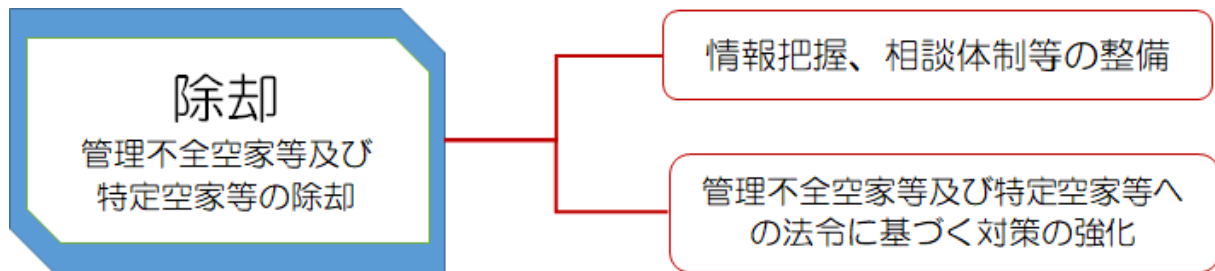 除却
管理不全空家等及び
特定空家等の除却
情報把握、相談体制等の整備
管理不全空家等及び特定空家等へ
の法令に基づく対策の強化